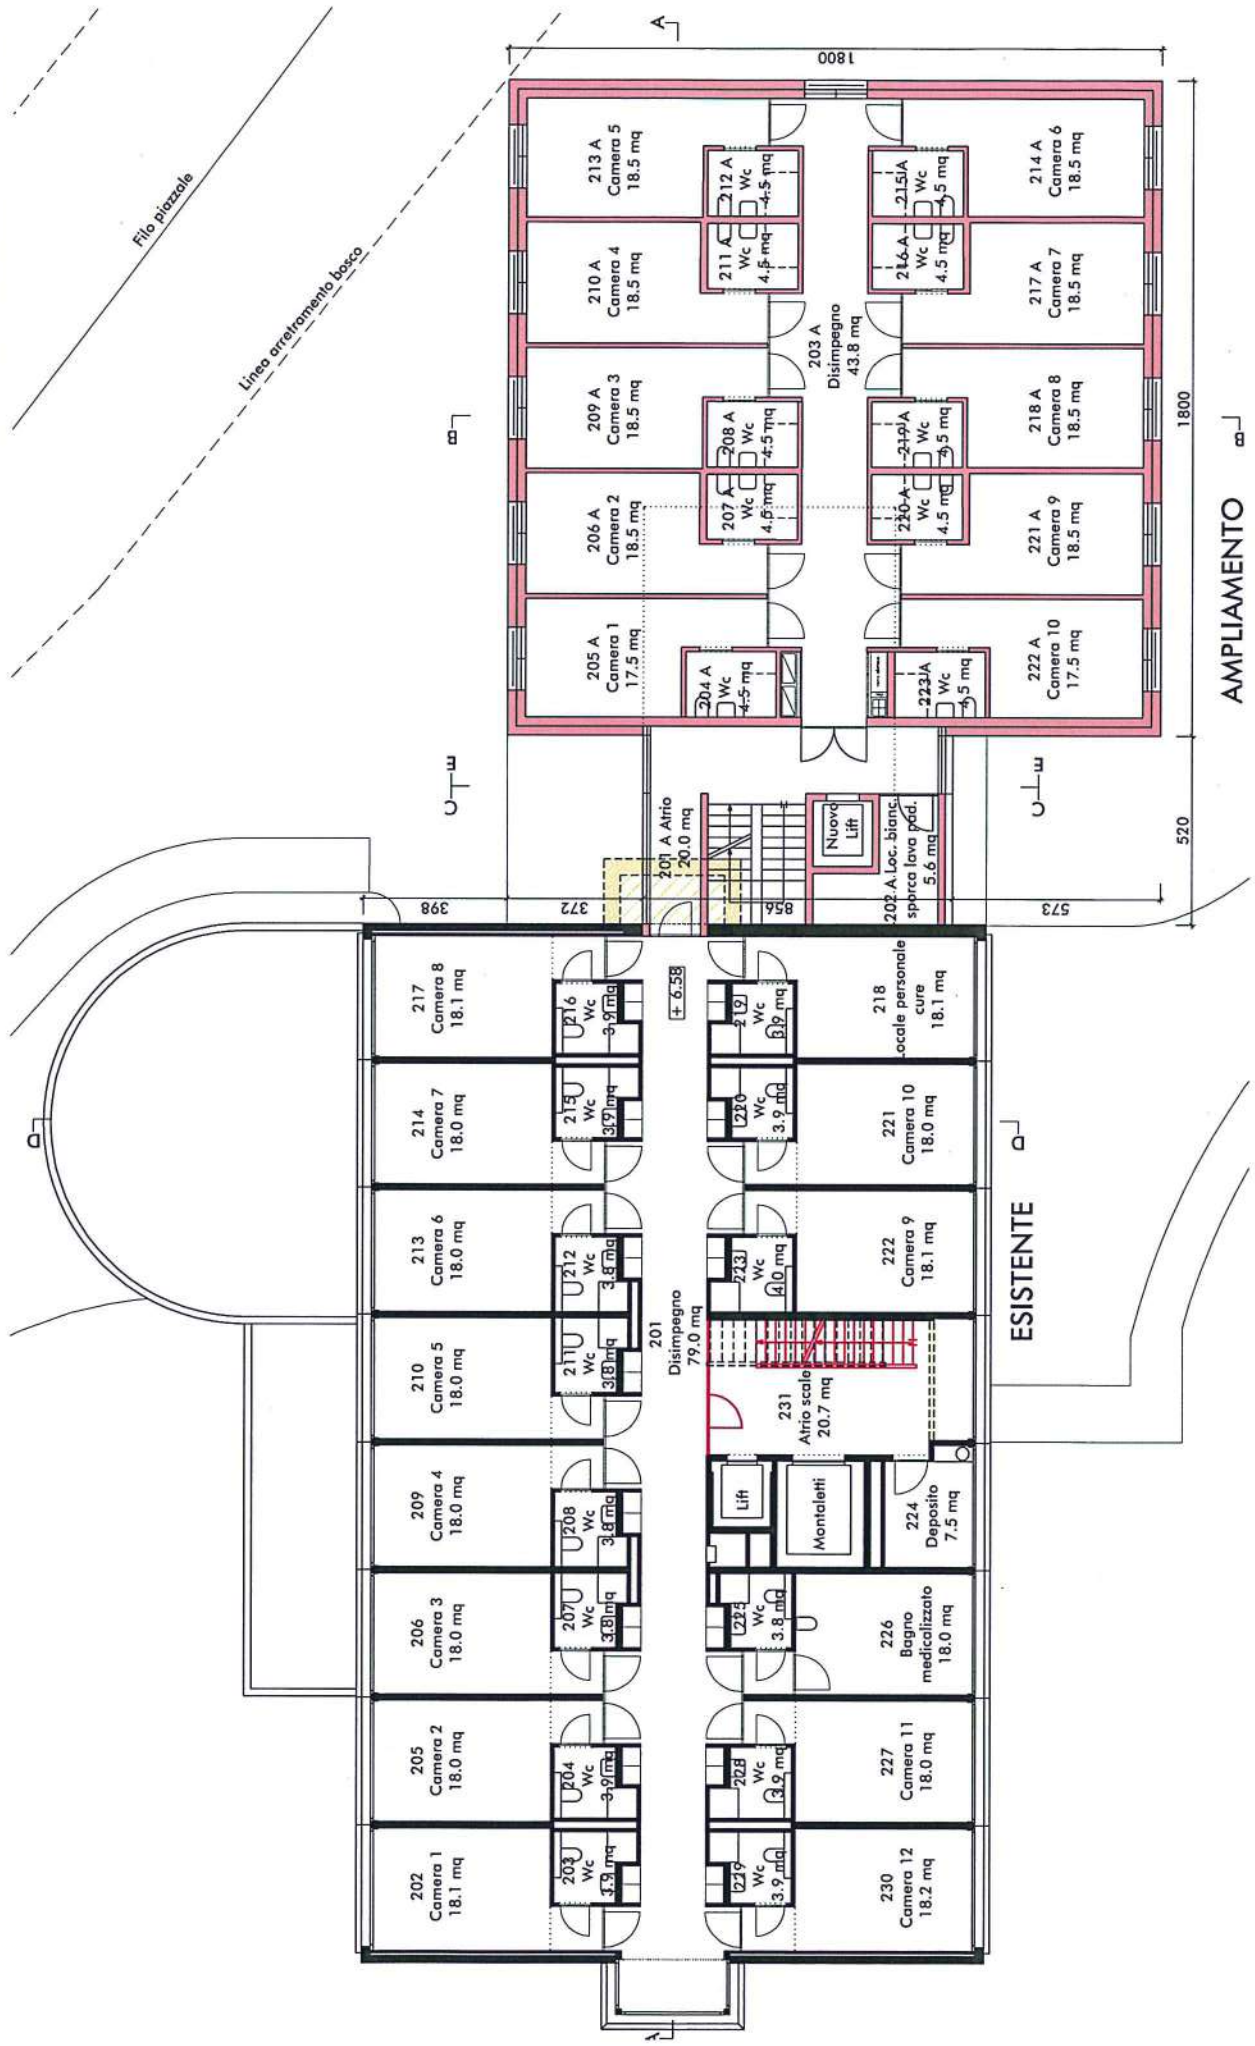 Filo piazzale
Linea arretramento bosco
A
1800
213 A
Camera 5
18.5 mq
212 A
Wc
4.5 mq
215 A
Wc
4.5 mq
214 A
Camera 6
18.5 mq
210 A
Camera 4
18.5 mq
211 A
Wc
4.5 mq
216 A
Wc
4.5 mq
217 A
Camera 7
18.5 mq
203 A
Disimpegno
43.8 mq
209 A
Camera 3
18.5 mq
208 A
Wc
4.5 mq
219 A
Wc
4.5 mq
218 A
Camera 8
18.5 mq
B
B
1800
206 A
Camera 2
18.5 mq
207 A
Wc
4.5 mq
220 A
Wc
4.5 mq
221 A
Camera 9
18.5 mq
205 A
Camera 1
17.5 mq
204 A
Wc
4.5 mq
223 A
Wc
4.5 mq
222 A
Camera 10
17.5 mq
AMPLIAMENTO
C
E
C
E
201 A Atrio
20.0 mq
Nuovo
Lift
202 A Loc. bianc.
sporca lava pad.
5.6 mq
520
398
372
856
573
217
Camera 8
18.1 mq
216
Wc
3.9 mq
+ 6.58
219
Wc
3.9 mq
218
Locale personale
cure
18.1 mq
214
Camera 7
18.0 mq
215
Wc
3.9 mq
220
Wc
3.9 mq
221
Camera 10
18.0 mq
D
D
213
Camera 6
18.0 mq
212
Wc
3.8 mq
223
Wc
4.0 mq
222
Camera 9
18.1 mq
ESISTENTE
210
Camera 5
18.0 mq
211
Wc
3.8 mq
201
Disimpegno
79.0 mq
231
Atrio scale
20.7 mq
209
Camera 4
18.0 mq
208
Wc
3.8 mq
Lift
Montaletti
224
Deposito
7.5 mq
206
Camera 3
18.0 mq
207
Wc
3.8 mq
225
Wc
3.8 mq
226
Bagno
medicalizzato
18.0 mq
205
Camera 2
18.0 mq
204
Wc
3.9 mq
228
Wc
3.9 mq
227
Camera 11
18.0 mq
202
Camera 1
18.1 mq
203
Wc
3.9 mq
229
Wc
3.9 mq
230
Camera 12
18.2 mq
A